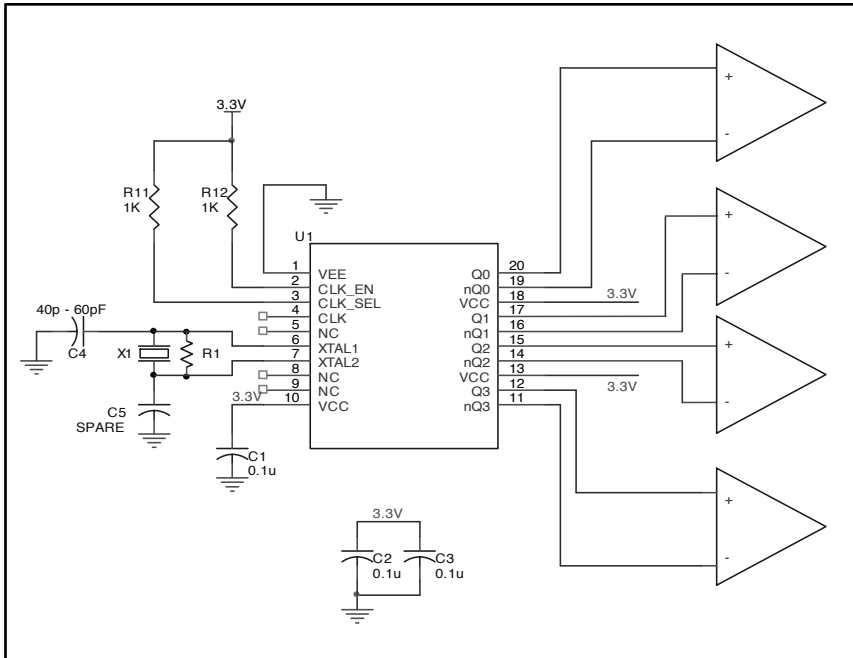 3.3V
R11
1K
R12
1K
U1
1
2
3
4
5
6
7
8
9
10
VEE
CLK_EN
CLK_SEL
CLK
NC
XTAL1
XTAL2
NC
NC
VCC
Q0
nQ0
VCC
Q1
nQ1
Q2
nQ2
VCC
Q3
nQ3
20
19
18
17
16
15
14
13
12
11
3.3V
3.3V
40p - 60pF
C4
X1
R1
C5
SPARE
3.3V
C1
0.1u
3.3V
C2
0.1u
C3
0.1u
+
-
+
-
+
-
+
-